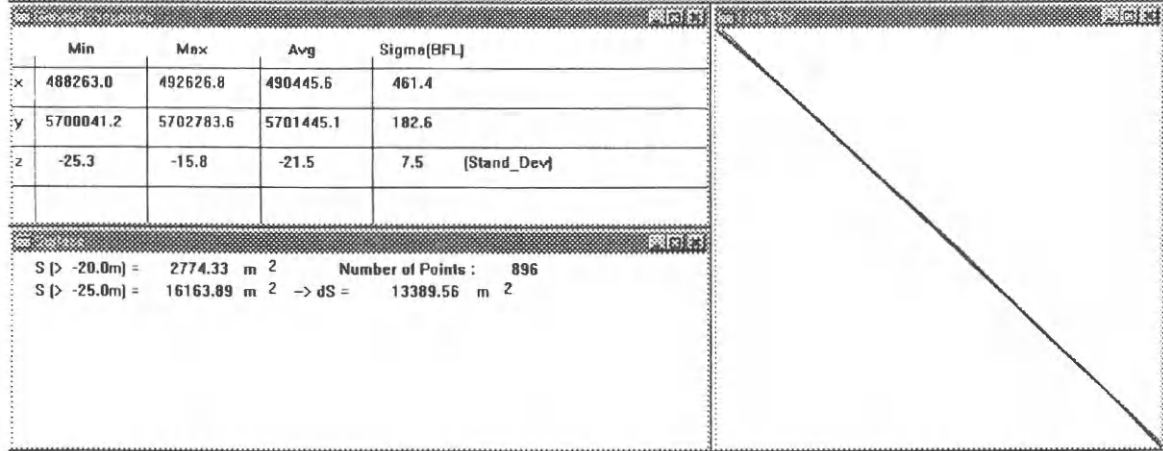 Min Max Avg Sigma(BFL)
x 488263.0 492626.8 490445.6 461.4
y 5700041.2 5702783.6 5701445.1 182.6
z -25.3 -15.8 -21.5 7.5 (Stand_Dev)
S (> -20.0m) = 2774.33 m 2 Number of Points : 896
S (> -25.0m) = 16163.89 m 2 -> dS = 13389.56 m 2